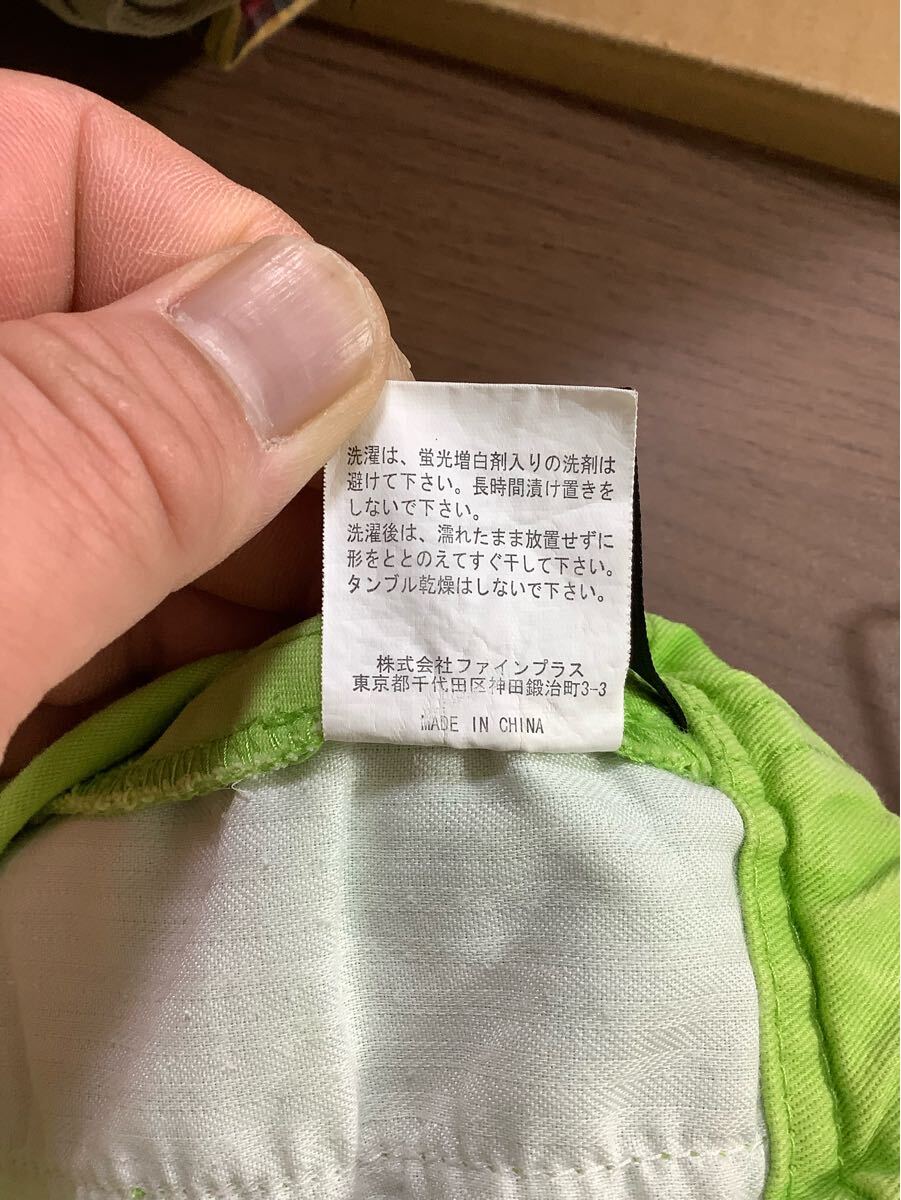 洗濯は、蛍光増白剤入りの洗剤は
避けて下さい。長時間漬け置きを
しないで下さい。
洗濯後は、濡れたまま放置せずに
形をととのえてすぐ干して下さい。
タンブル乾燥はしないで下さい。
株式会社ファインプラス
東京都千代田区神田鍛治町3-3
MADE IN CHINA